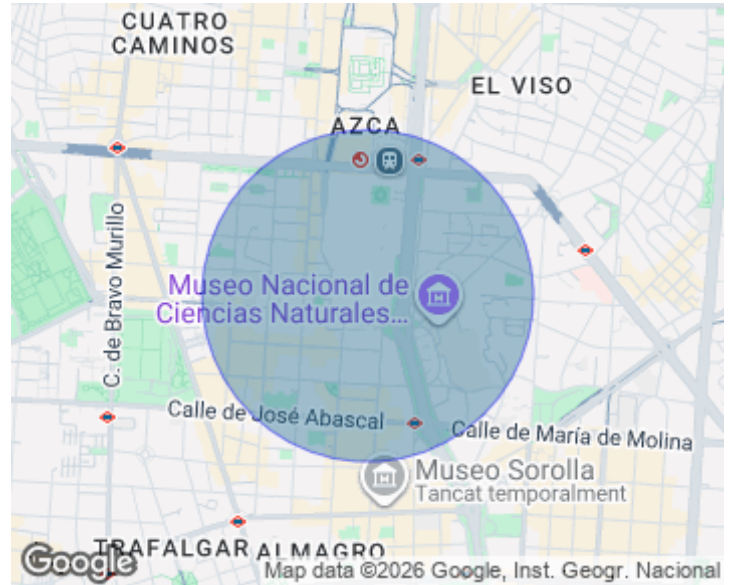 CUATRO
CAMINOS
EL VISO
AZCA
C. de Bravo Murillo
Museo Nacional de
Ciencias Naturales...
Calle de José Abascal
Calle de María de Molina
Museo Sorolla
Tancat temporalment
TRAFALGAR
ALMAGRO
Google
Map data ©2026 Google, Inst. Geogr. Nacional